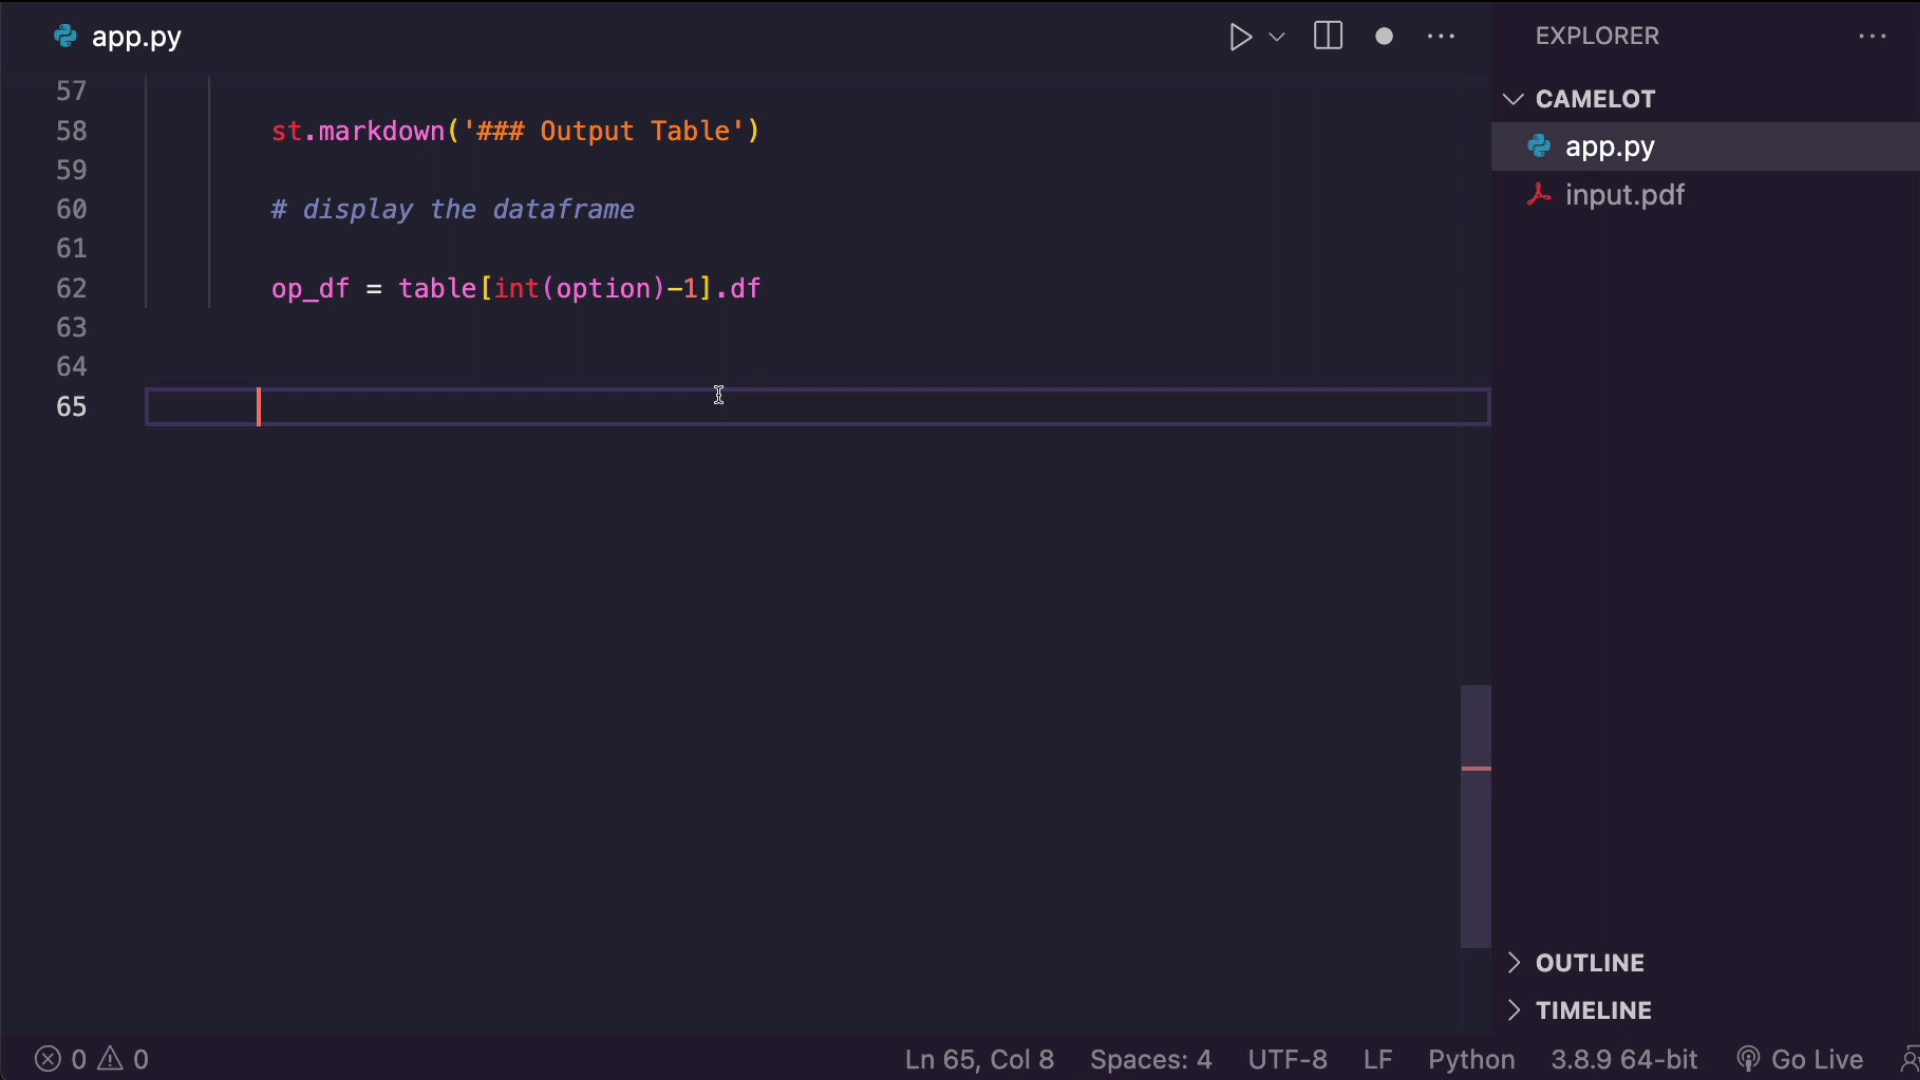 app.py
EXPLORER
57
58 st.markdown('### Output Table')
59
60 # display the dataframe
61
62 op_df = table[int(option)-1].df
63
64
65
CAMELOT
app.py
input.pdf
OUTLINE
TIMELINE
0 0 Ln 65, Col 8 Spaces: 4 UTF-8 LF Python 3.8.9 64-bit Go Live